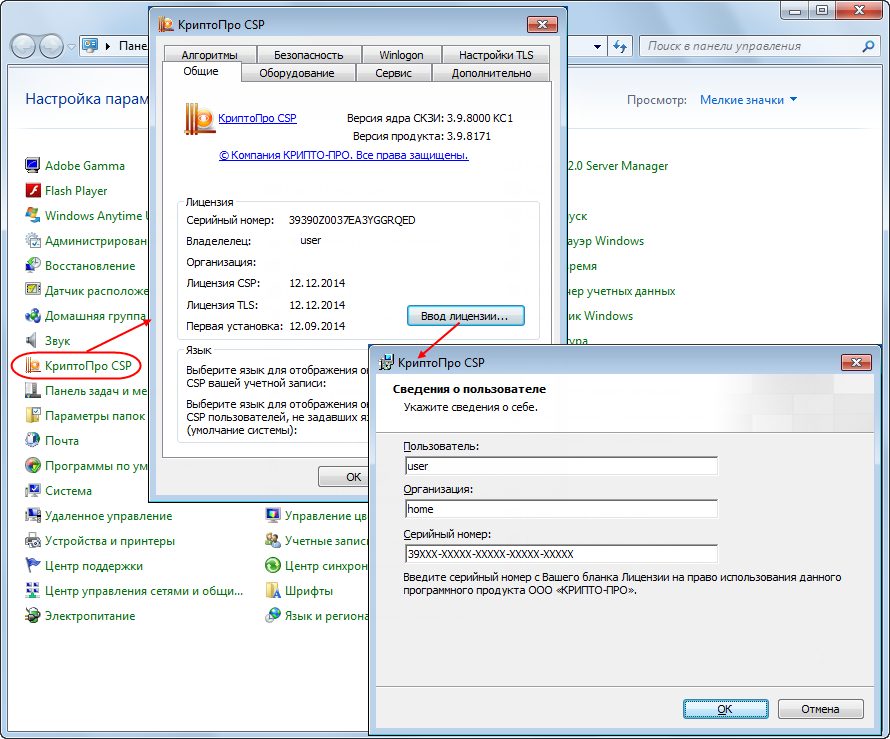 КриптоПро CSP
Алгоритмы
Безопасность
Winlogon
Настройки TLS
Общие
Оборудование
Сервис
Дополнительно
КриптоПро CSP
Версия ядра СКЗИ: 3.9.8000 КС1
Версия продукта: 3.9.8171
© Компания КРИПТО-ПРО. Все права защищены.
Лицензия
Серийный номер: 39390Z0037EA3YGGRQED
Владелец: user
Организация:
Лицензия CSP: 12.12.2014
Лицензия TLS: 12.12.2014
Первая установка: 12.09.2014
Ввод лицензии...
Язык
Выберите язык для отображения о
CSP вашей учетной записи:
Выберите язык для отображения о
CSP пользователей, не задавших я
(умолчание системы):
OK
Пане
Поиск в панели управления
Настройка парам
Просмотр: Мелкие значки
Adobe Gamma
Flash Player
Windows Anytime U
Администрирован
Восстановление
Датчик расположе
Домашняя группа
Звук
КриптоПро CSP
Панель задач и ме
Параметры папок
Почта
Программы по ум
Система
Удаленное управление
Устройства и принтеры
Центр поддержки
Центр управления сетями и общи...
Электропитание
Управление цв
Учетные запис
Центр синхрон
Шрифты
Язык и региона
2.0 Server Manager
уск
ауэр Windows
ремя
чер учетных данных
ик Windows
ура
КриптоПро CSP
Сведения о пользователе
Укажите сведения о себе.
Пользователь:
user
Организация:
home
Серийный номер:
39XXX-XXXXX-XXXXX-XXXXX-XXXXX
Введите серийный номер с Вашего бланка Лицензии на право использования данного
программного продукта ООО «КРИПТО-ПРО».
OK
Отмена